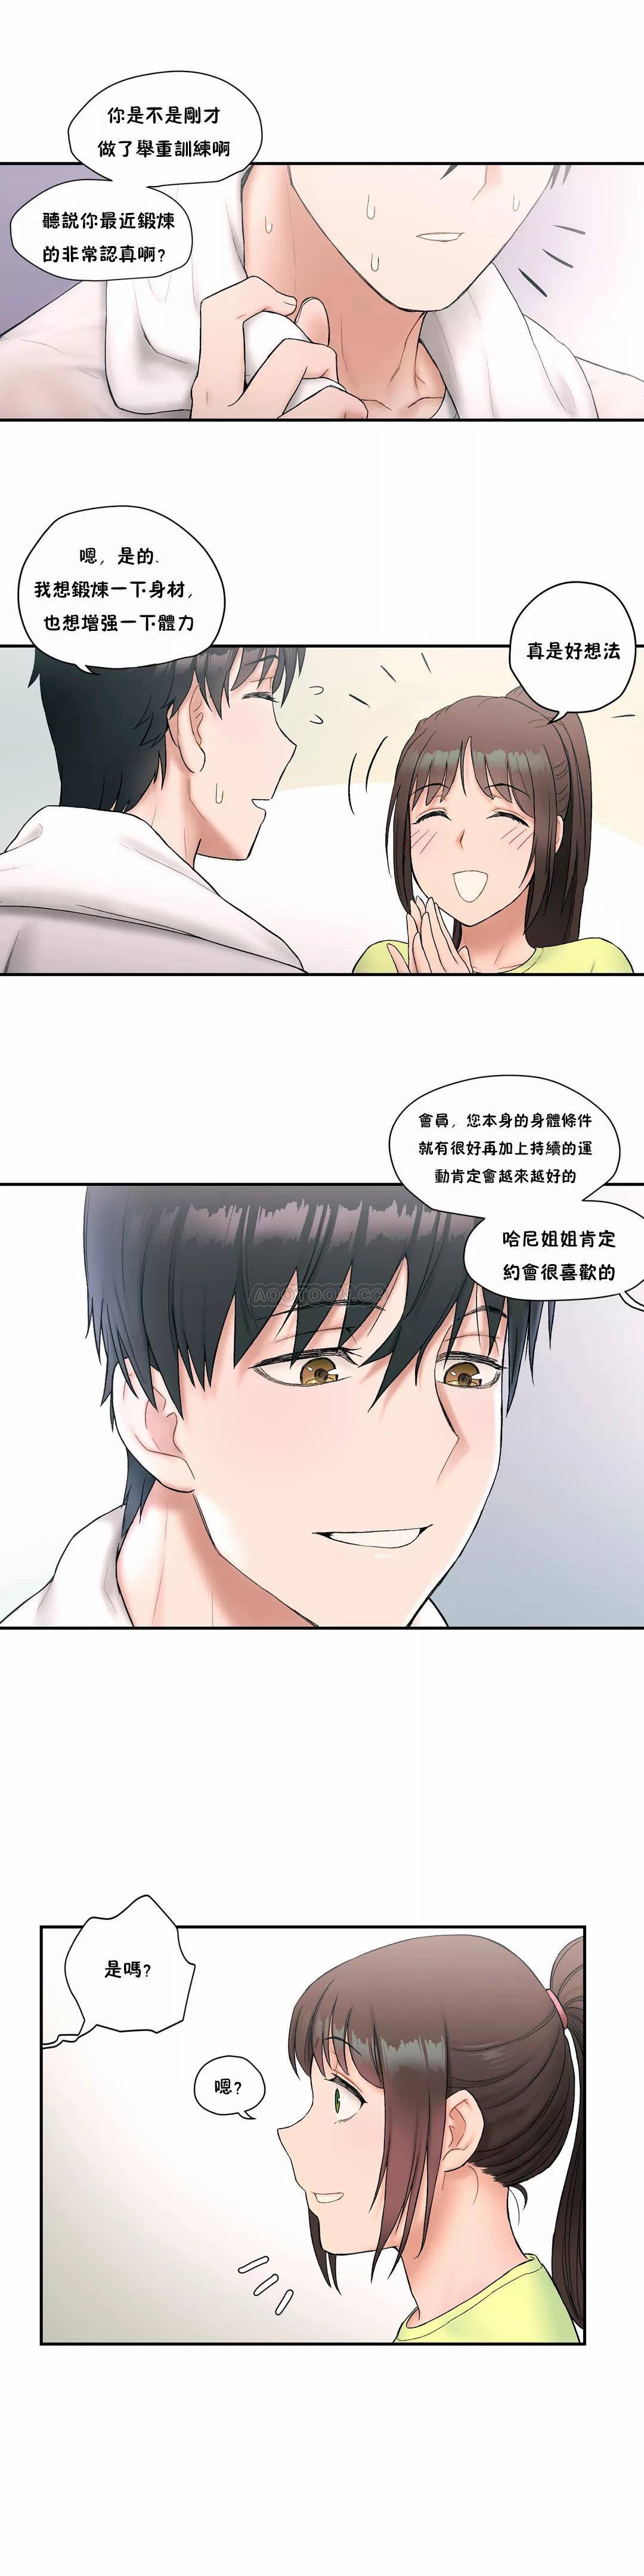 你是不是剛才
做了舉重訓練啊
聽説你最近鍛煉
的非常認真啊?
嗯，是的、
我想鍛煉一下身材，
也想增强一下體力
真是好想法
會員，您本身的身體條件
就有很好再加上持續的運
動肯定會越來越好的
哈尼姐姐肯定
約會很喜歡的
AOOTOON.CC
是嗎?
嗯?